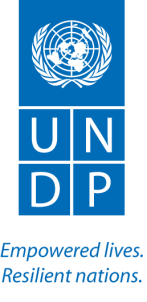 U N
D P
Empowered lives.
Resilient nations.